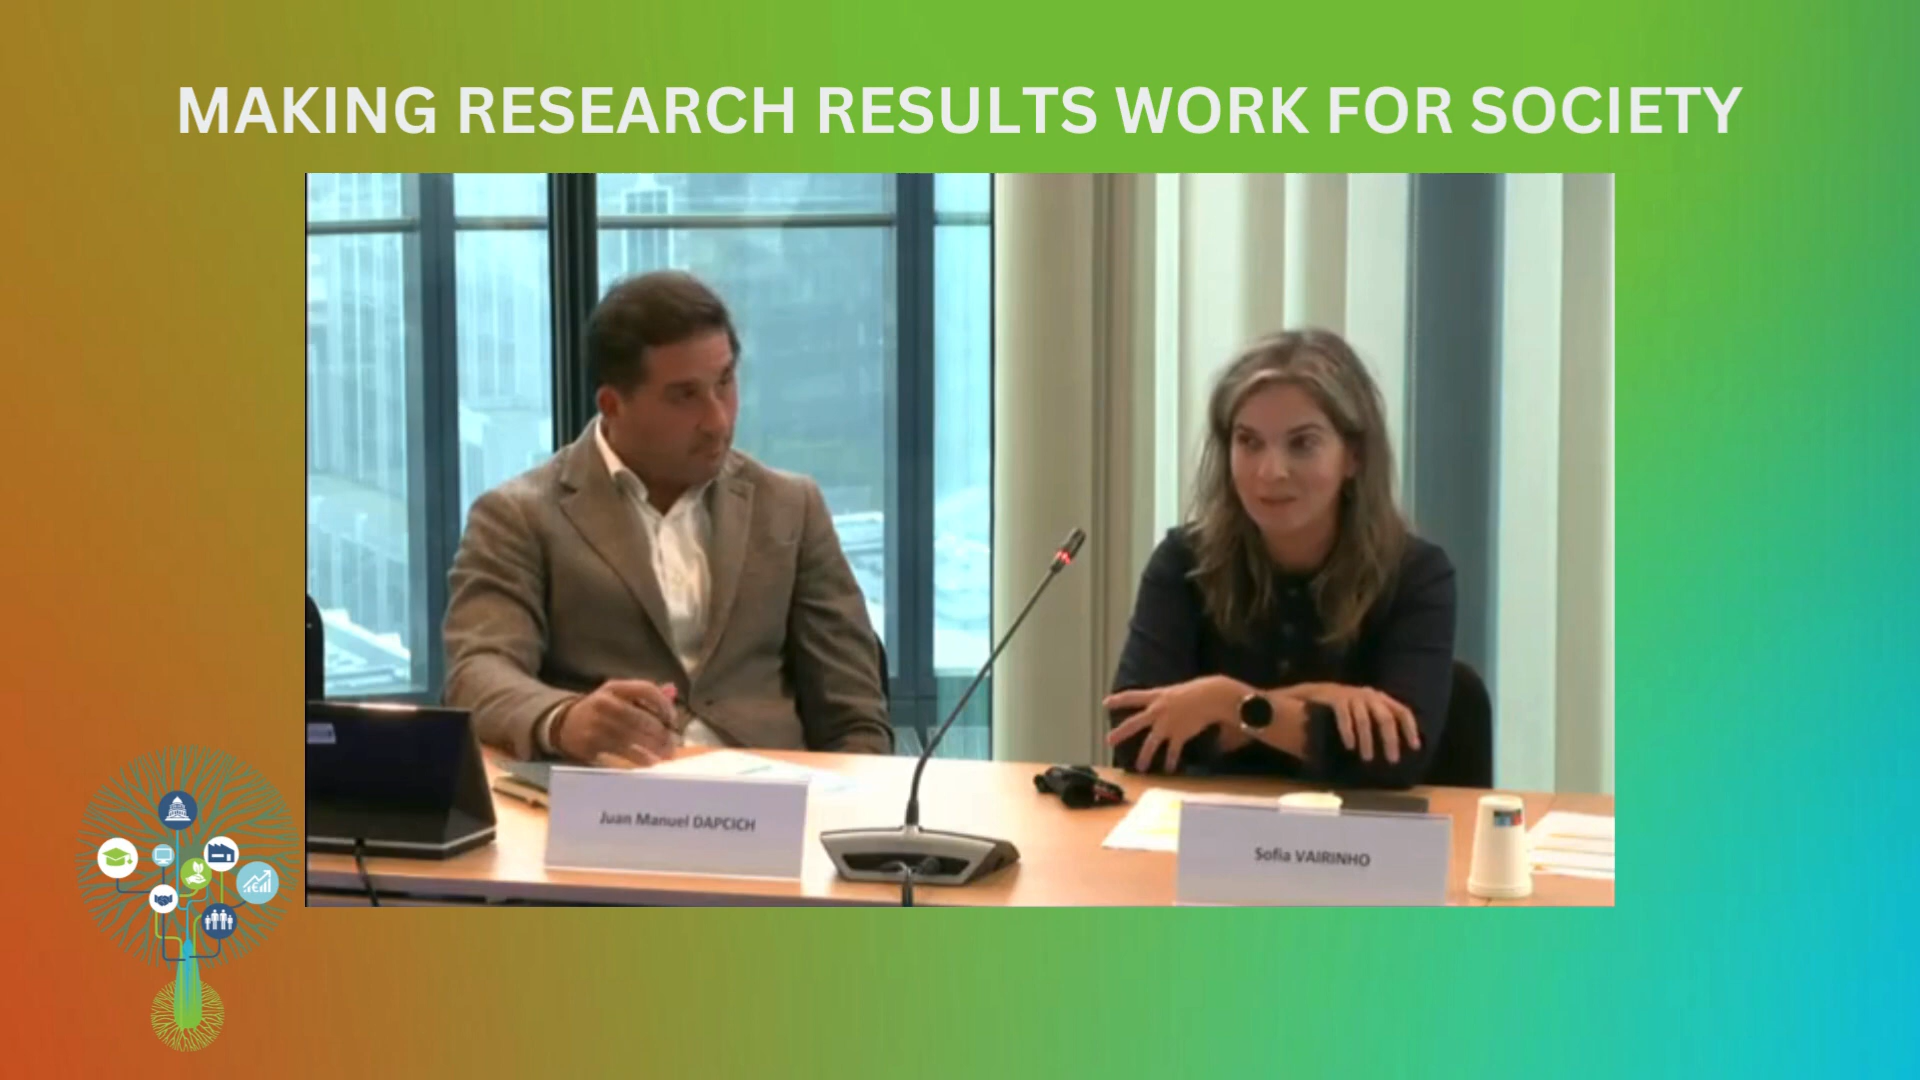 MAKING RESEARCH RESULTS WORK FOR SOCIETY
Juan Manuel DAPCICH
Sofia VAIRINHO